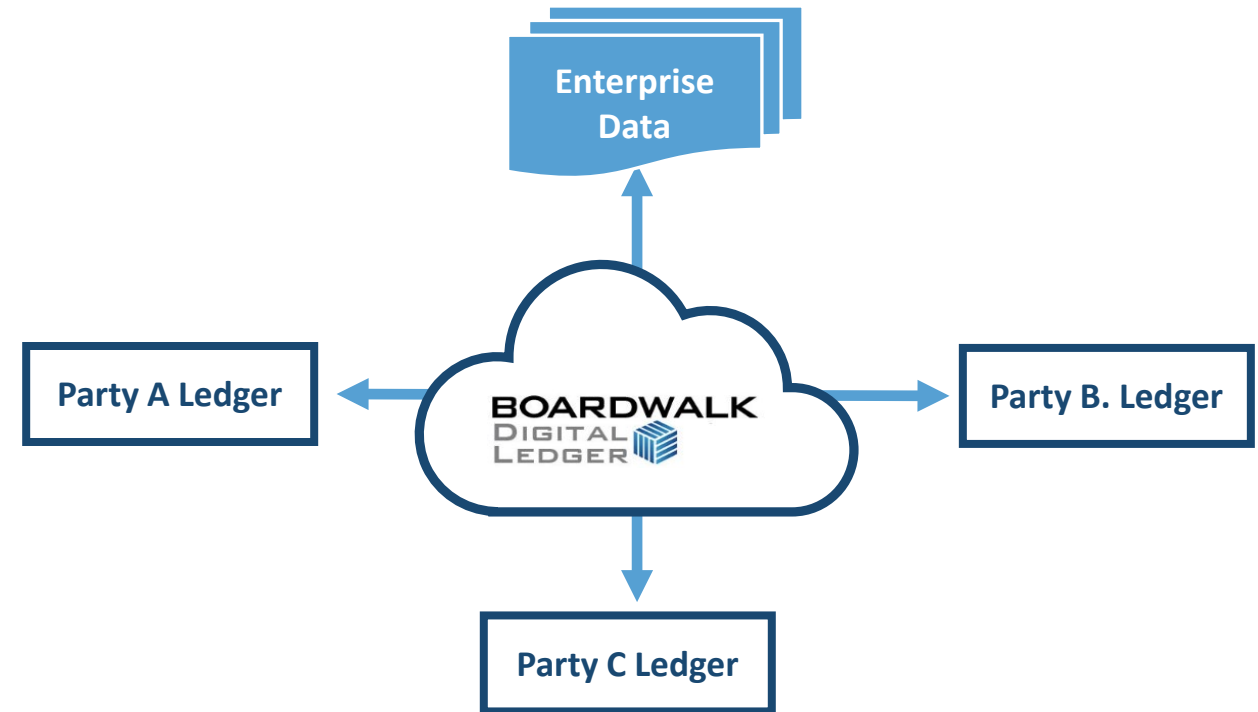 Enterprise
Data
Party A Ledger
BOARDWALK
DIGITAL
LEDGER
Party B. Ledger
Party C Ledger